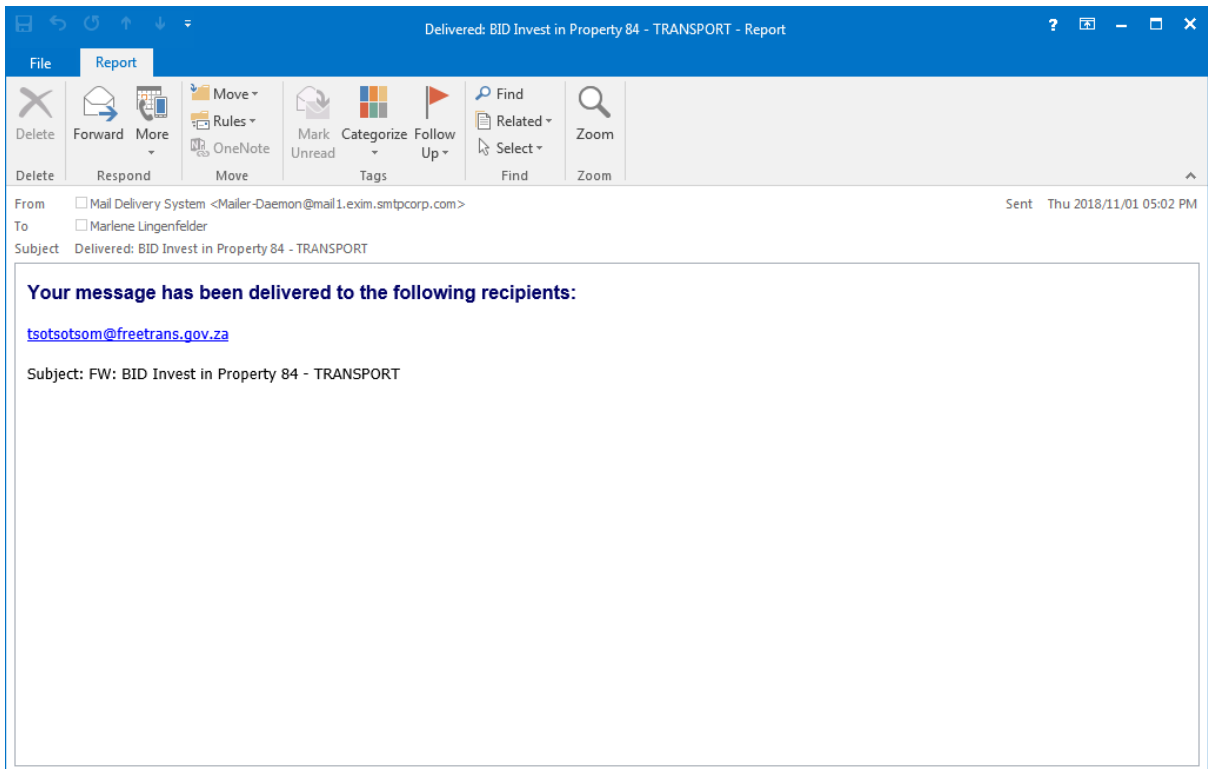 Delivered: BID Invest in Property 84 - TRANSPORT - Report
?
File Report
Delete
Forward
More
Move
Rules
OneNote
Mark Unread
Categorize
Follow Up
Find
Related
Select
Zoom
Delete Respond Move Tags Find Zoom
From Mail Delivery System <Mailer-Daemon@mail1.exim.smtpcorp.com> Sent Thu 2018/11/01 05:02 PM
To Marlene Lingenfelder
Subject Delivered: BID Invest in Property 84 - TRANSPORT
Your message has been delivered to the following recipients:
tsotsotsom@freetrans.gov.za
Subject: FW: BID Invest in Property 84 - TRANSPORT